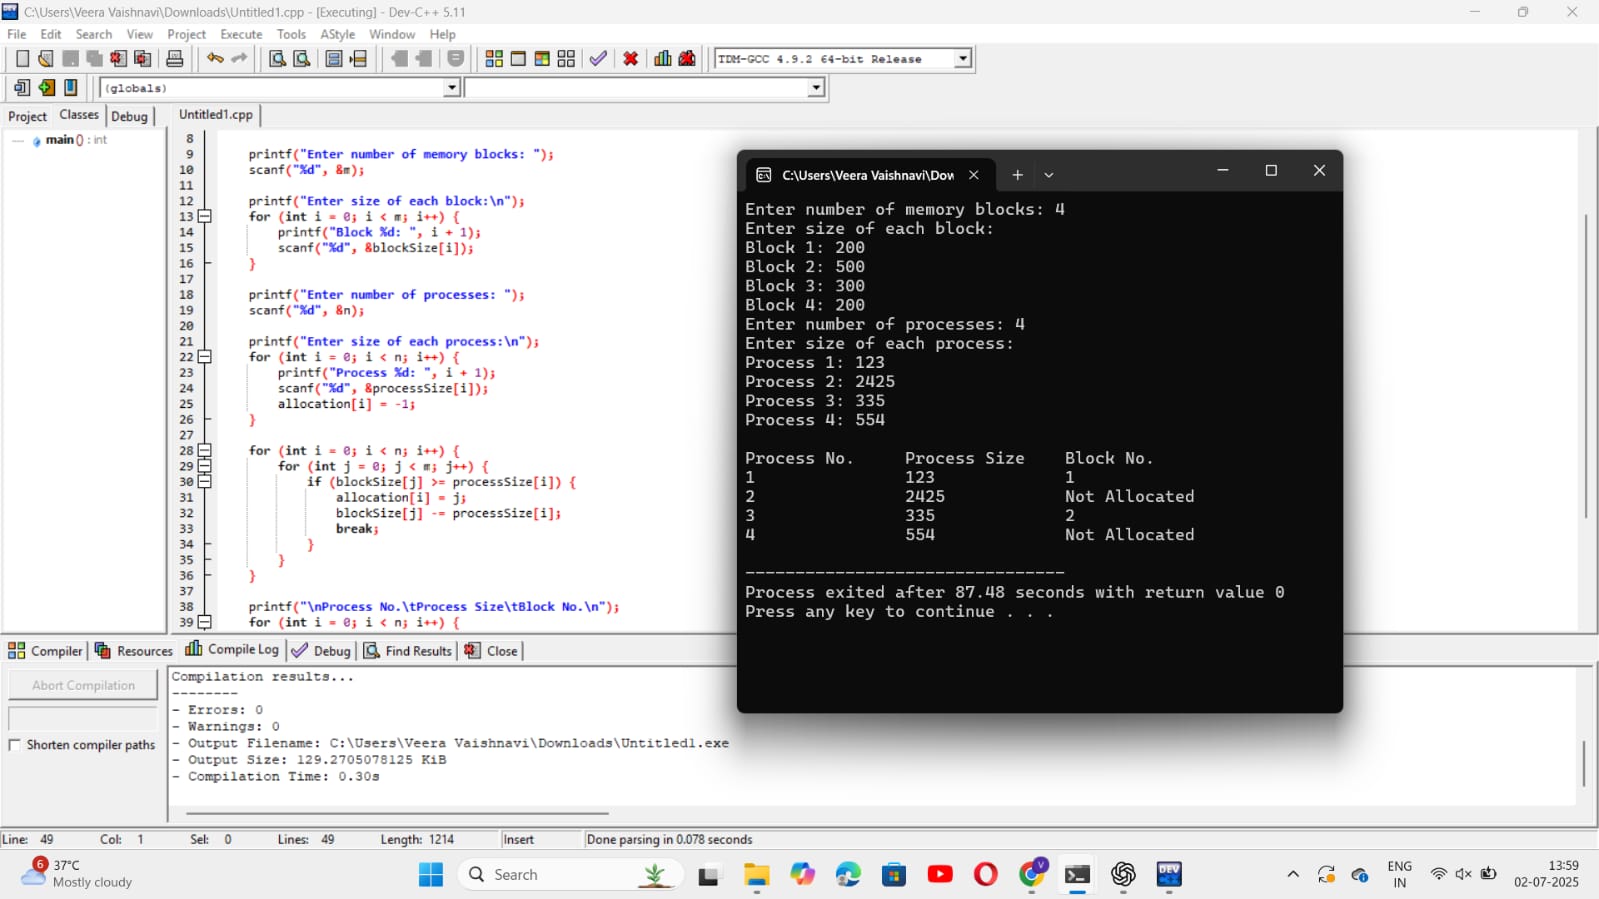 C:\Users\Veera Vaishnavi\Downloads\Untitled1.cpp - [Executing] - Dev-C++ 5.11
File Edit Search View Project Execute Tools AStyle Window Help
TDM-GCC 4.9.2 64-bit Release
(globals)
Project Classes Debug
Untitled1.cpp
main () : int
8
9 printf("Enter number of memory blocks: ");
10 scanf("%d", &m);
11
12 printf("Enter size of each block:\n");
13 for (int i = 0; i < m; i++) {
14 printf("Block %d: ", i + 1);
15 scanf("%d", &blockSize[i]);
16 }
17
18 printf("Enter number of processes: ");
19 scanf("%d", &n);
20
21 printf("Enter size of each process:\n");
22 for (int i = 0; i < n; i++) {
23 printf("Process %d: ", i + 1);
24 scanf("%d", &processSize[i]);
25 allocation[i] = -1;
26 }
27
28 for (int i = 0; i < n; i++) {
29 for (int j = 0; j < m; j++) {
30 if (blockSize[j] >= processSize[i]) {
31 allocation[i] = j;
32 blockSize[j] -= processSize[i];
33 break;
34 }
35 }
36 }
37
38 printf("\nProcess No.\tProcess Size\tBlock No.\n");
39 for (int i = 0; i < n; i++) {
C:\Users\Veera Vaishnavi\Dow
Enter number of memory blocks: 4
Enter size of each block:
Block 1: 200
Block 2: 500
Block 3: 300
Block 4: 200
Enter number of processes: 4
Enter size of each process:
Process 1: 123
Process 2: 2425
Process 3: 335
Process 4: 554
Process No. Process Size Block No.
1 123 1
2 2425 Not Allocated
3 335 2
4 554 Not Allocated
--------------------------------
Process exited after 87.48 seconds with return value 0
Press any key to continue . . .
Compiler Resources Compile Log Debug Find Results Close
Abort Compilation
Shorten compiler paths
Compilation results...
--------
- Errors: 0
- Warnings: 0
- Output Filename: C:\Users\Veera Vaishnavi\Downloads\Untitled1.exe
- Output Size: 129.2705078125 KiB
- Compilation Time: 0.30s
Line: 49 Col: 1 Sel: 0 Lines: 49 Length: 1214 Insert Done parsing in 0.078 seconds
6
37°C
Mostly cloudy
Search
V
DEV
ENG
IN
13:59
02-07-2025